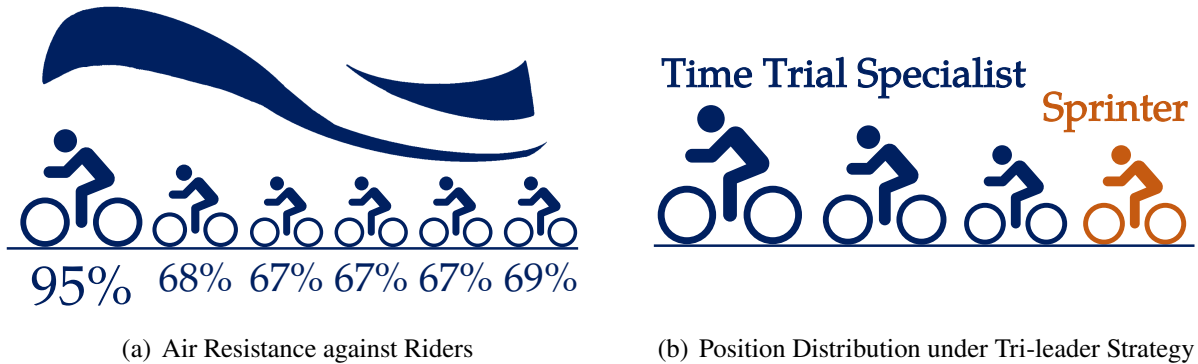 Time Trial Specialist
Sprinter
95% 68% 67% 67% 67% 69%
(a) Air Resistance against Riders
(b) Position Distribution under Tri-leader Strategy